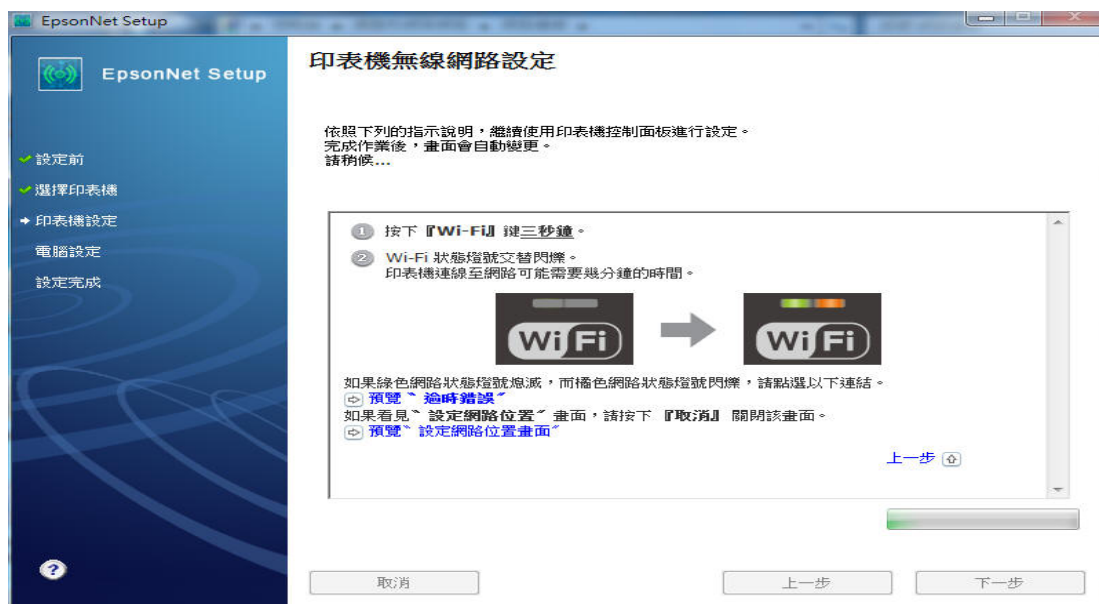 EpsonNet Setup
EpsonNet Setup
設定前
選擇印表機
印表機設定
電腦設定
設定完成
印表機無線網路設定
依照下列的指示說明，繼續使用印表機控制面板進行設定。
完成作業後，畫面會自動變更。
請稍候...
1 按下『Wi-Fi』鍵三秒鐘。
2 Wi-Fi 狀態燈號交替閃爍。
印表機連線至網路可能需要幾分鐘的時間。
Wi Fi
Wi Fi
如果綠色網路狀態燈號熄滅，而橘色網路狀態燈號閃爍，請點選以下連結。
預覽〝逾時錯誤〞
如果看見〝設定網路位置〞畫面，請按下『取消』關閉該畫面。
預覽〝設定網路位置畫面〞
上一步
?
取消
上一步
下一步